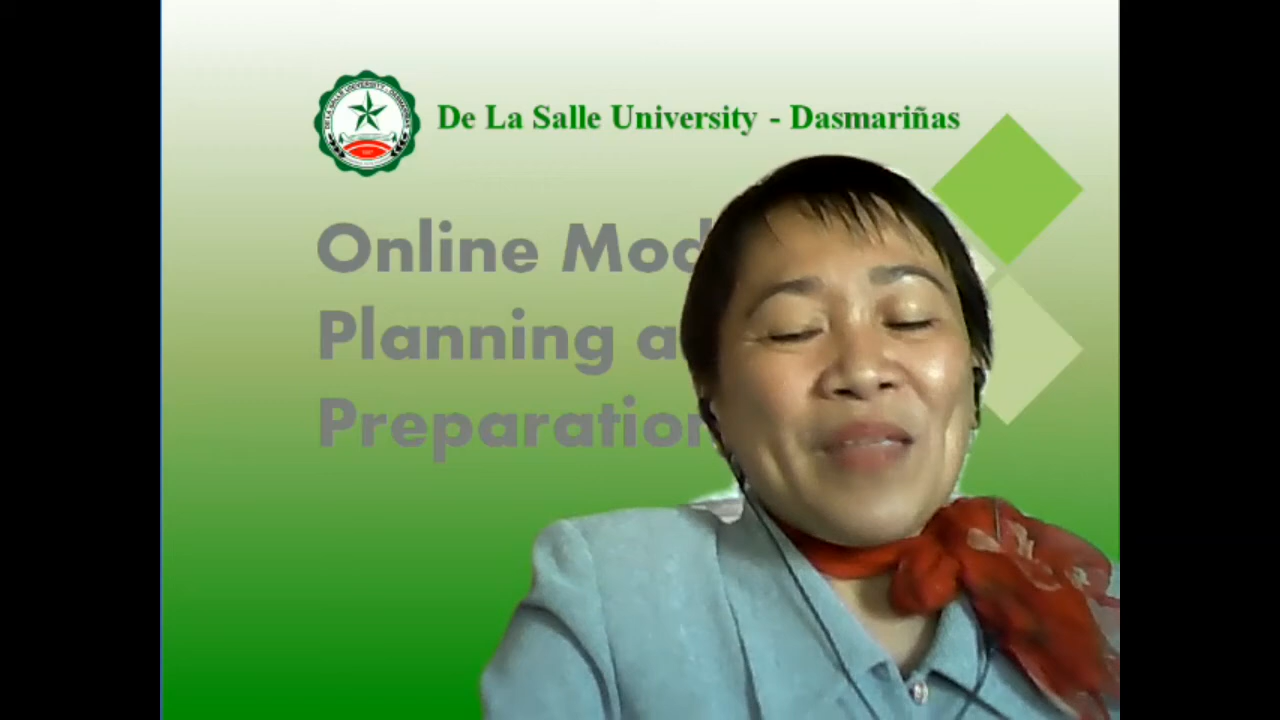 De La Salle University - Dasmariñas
Online Mod
Planning a
Preparation